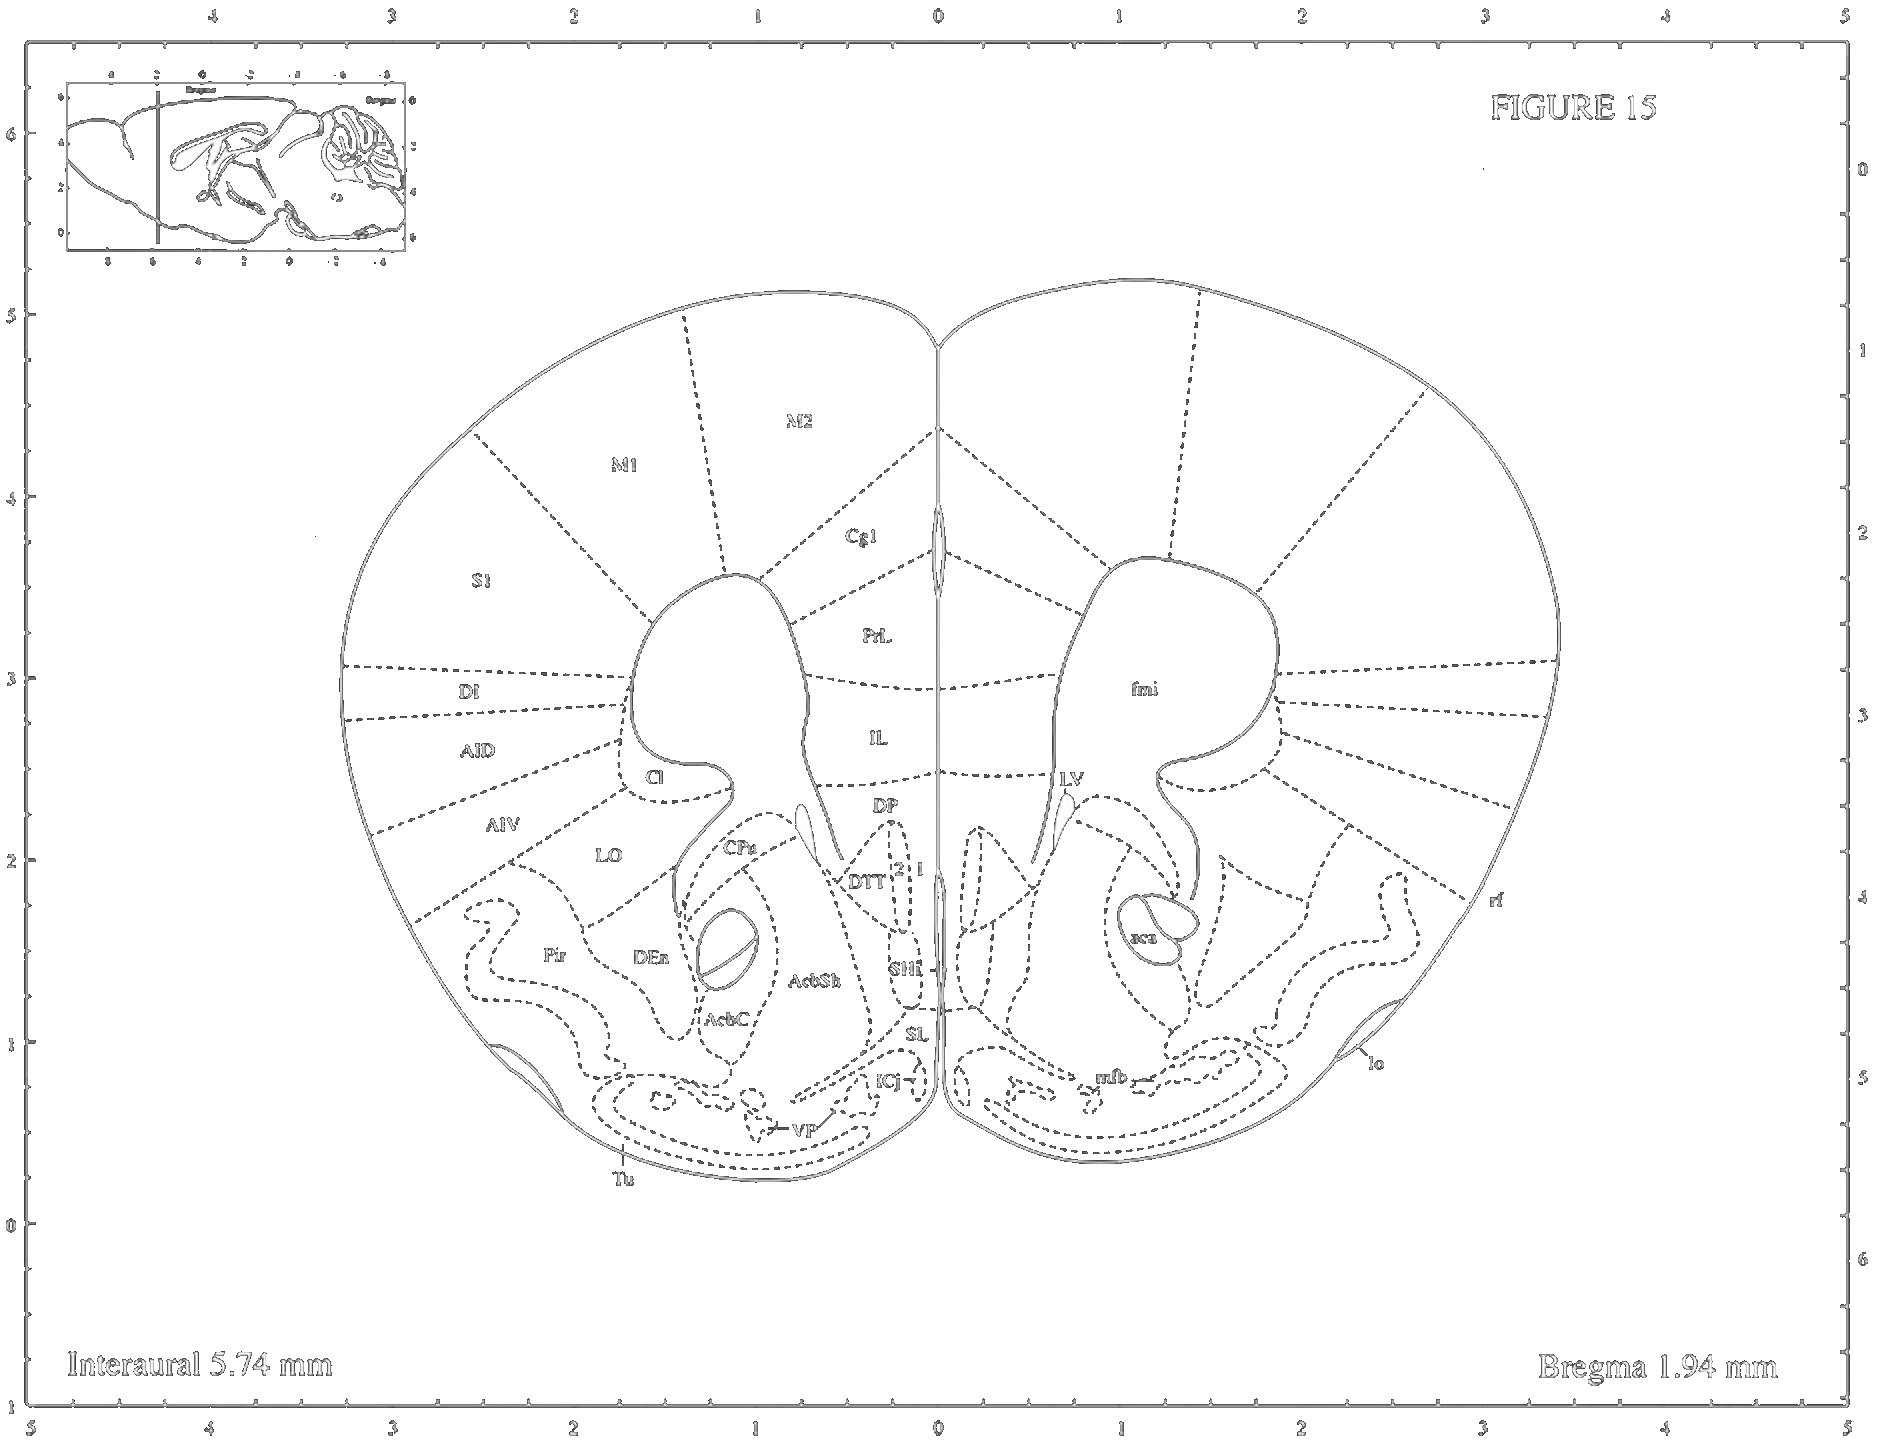 4 2 1 0 1 2 3 4 5
Bregma
Bregma
FIGURE 15
6
5
4
3
2
1
0
1
0
1
2
3
4
5
6
M2
M1
Cg1
S1
PrL
DI
fmi
IL
AID
Cl
LV
DP
AIV
CPu
LO
2 1
DTT
rf
Pir
DEn
aca
SHi
AcbSh
AcbC
SL
lo
ICj
mfb
VP
Tu
Interaural 5.74 mm
Bregma 1.94 mm
5 4 3 2 1 0 1 2 3 4 5